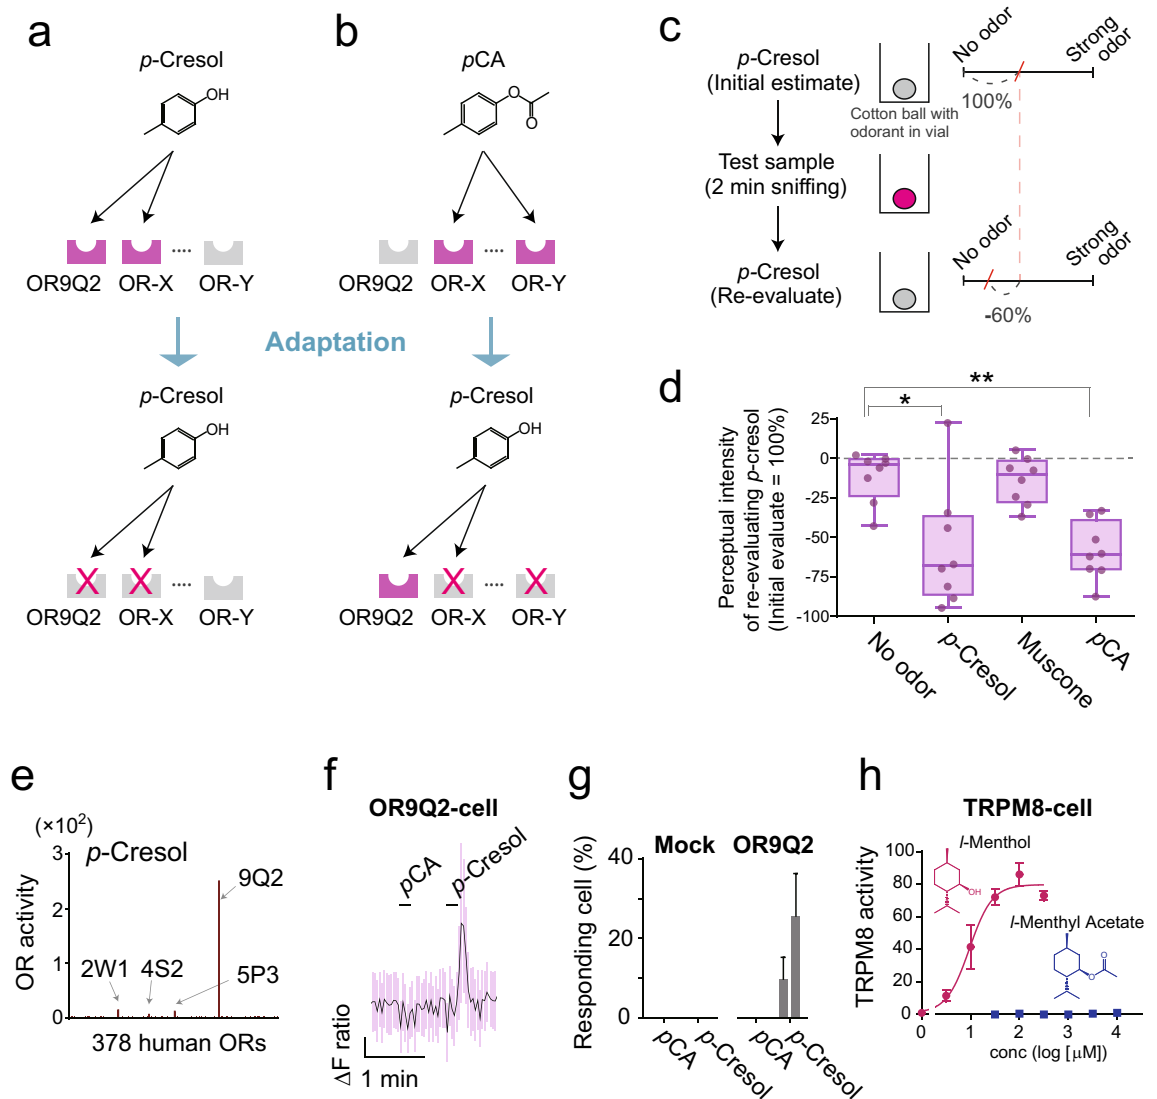 a
p-Cresol
OH
OR9Q2 OR-X OR-Y
b
pCA
O
O
OR9Q2 OR-X OR-Y
Adaptation
p-Cresol
OH
OR9Q2 OR-X OR-Y
p-Cresol
OH
OR9Q2 OR-X OR-Y
c
p-Cresol
(Initial estimate)
Cotton ball with
odorant in vial
No odor
Strong
odor
100%
Test sample
(2 min sniffing)
p-Cresol
(Re-evaluate)
No odor
Strong
odor
-60%
d
Perceptual intensity
of re-evaluating p-cresol
(Initial evaluate = 100%)
25
0
-25
-50
-75
-100
*
**
No odor
p-Cresol
Muscone
pCA
e
(×10²)
p-Cresol
OR activity
3
2
1
0
2W1
4S2
5P3
9Q2
378 human ORs
f
OR9Q2-cell
pCA
p-Cresol
ΔF ratio
1 min
g
Responding cell (%)
40
20
0
Mock OR9Q2
pCA
p-Cresol
pCA
p-Cresol
h
TRPM8-cell
TRPM8 activity
100
80
60
40
20
0
l-Menthol
OH
l-Menthyl Acetate
O
O
0 1 2 3 4
conc (log [µM])